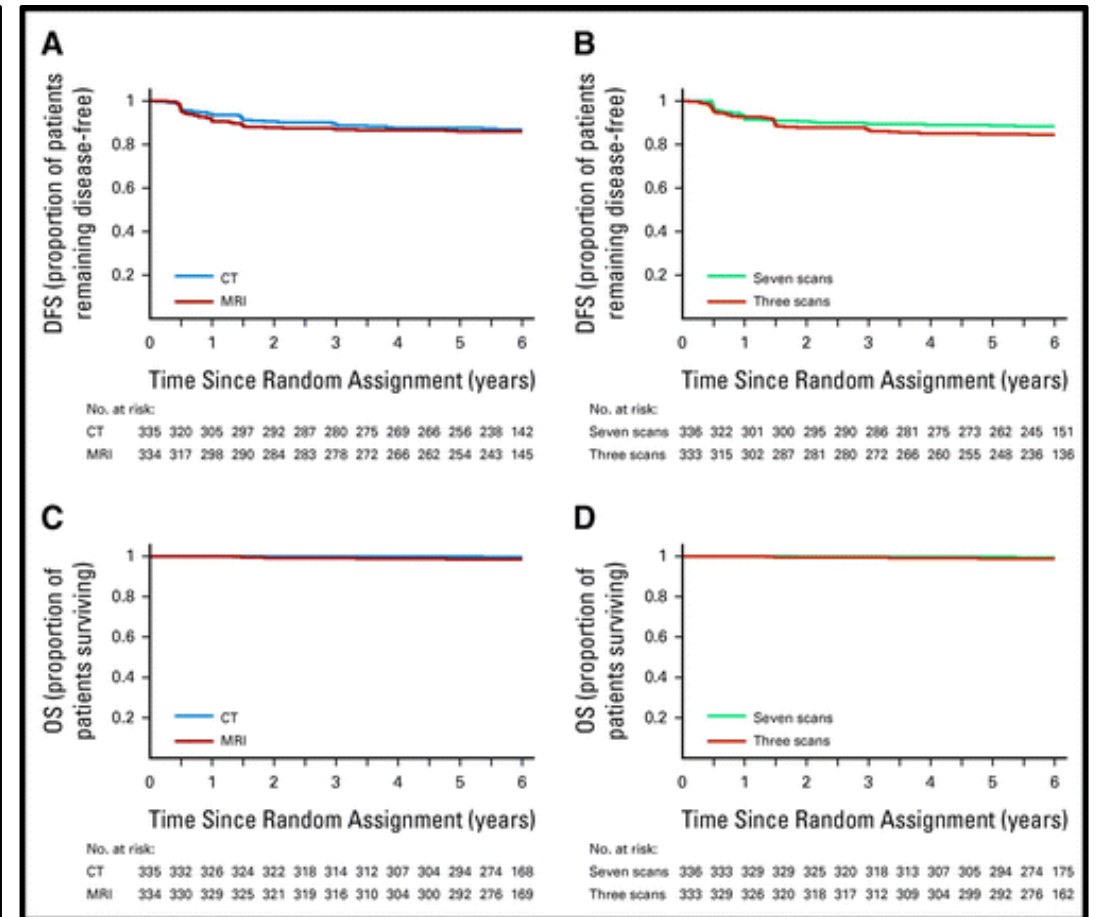 A
DFS (proportion of patients
remaining disease-free)
1
0.8
0.6
0.4
0.2
CT
MRI
0 1 2 3 4 5 6
Time Since Random Assignment (years)
No. at risk:
CT 335 320 305 297 292 287 280 275 269 266 256 238 142
MRI 334 317 298 290 284 283 278 272 266 262 254 243 145
B
DFS (proportion of patients
remaining disease-free)
1
0.8
0.6
0.4
0.2
Seven scans
Three scans
0 1 2 3 4 5 6
Time Since Random Assignment (years)
No. at risk:
Seven scans 336 322 301 300 295 290 286 281 275 273 262 245 151
Three scans 333 315 302 287 281 280 272 266 260 255 248 236 136
C
OS (proportion of
patients surviving)
1
0.8
0.6
0.4
0.2
CT
MRI
0 1 2 3 4 5 6
Time Since Random Assignment (years)
No. at risk:
CT 335 332 326 324 322 318 314 312 307 304 294 274 168
MRI 334 330 329 325 321 319 316 310 304 300 292 276 169
D
OS (proportion of
patients surviving)
1
0.8
0.6
0.4
0.2
Seven scans
Three scans
0 1 2 3 4 5 6
Time Since Random Assignment (years)
No. at risk:
Seven scans 336 333 329 329 325 320 318 313 307 305 294 274 175
Three scans 333 329 326 320 318 317 312 309 304 299 292 276 162